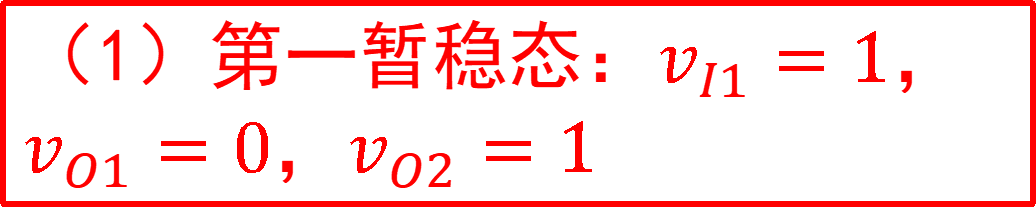 （1）第一暂稳态：$v_{I1} = 1$，
$v_{O1} = 0$，$v_{O2} = 1$